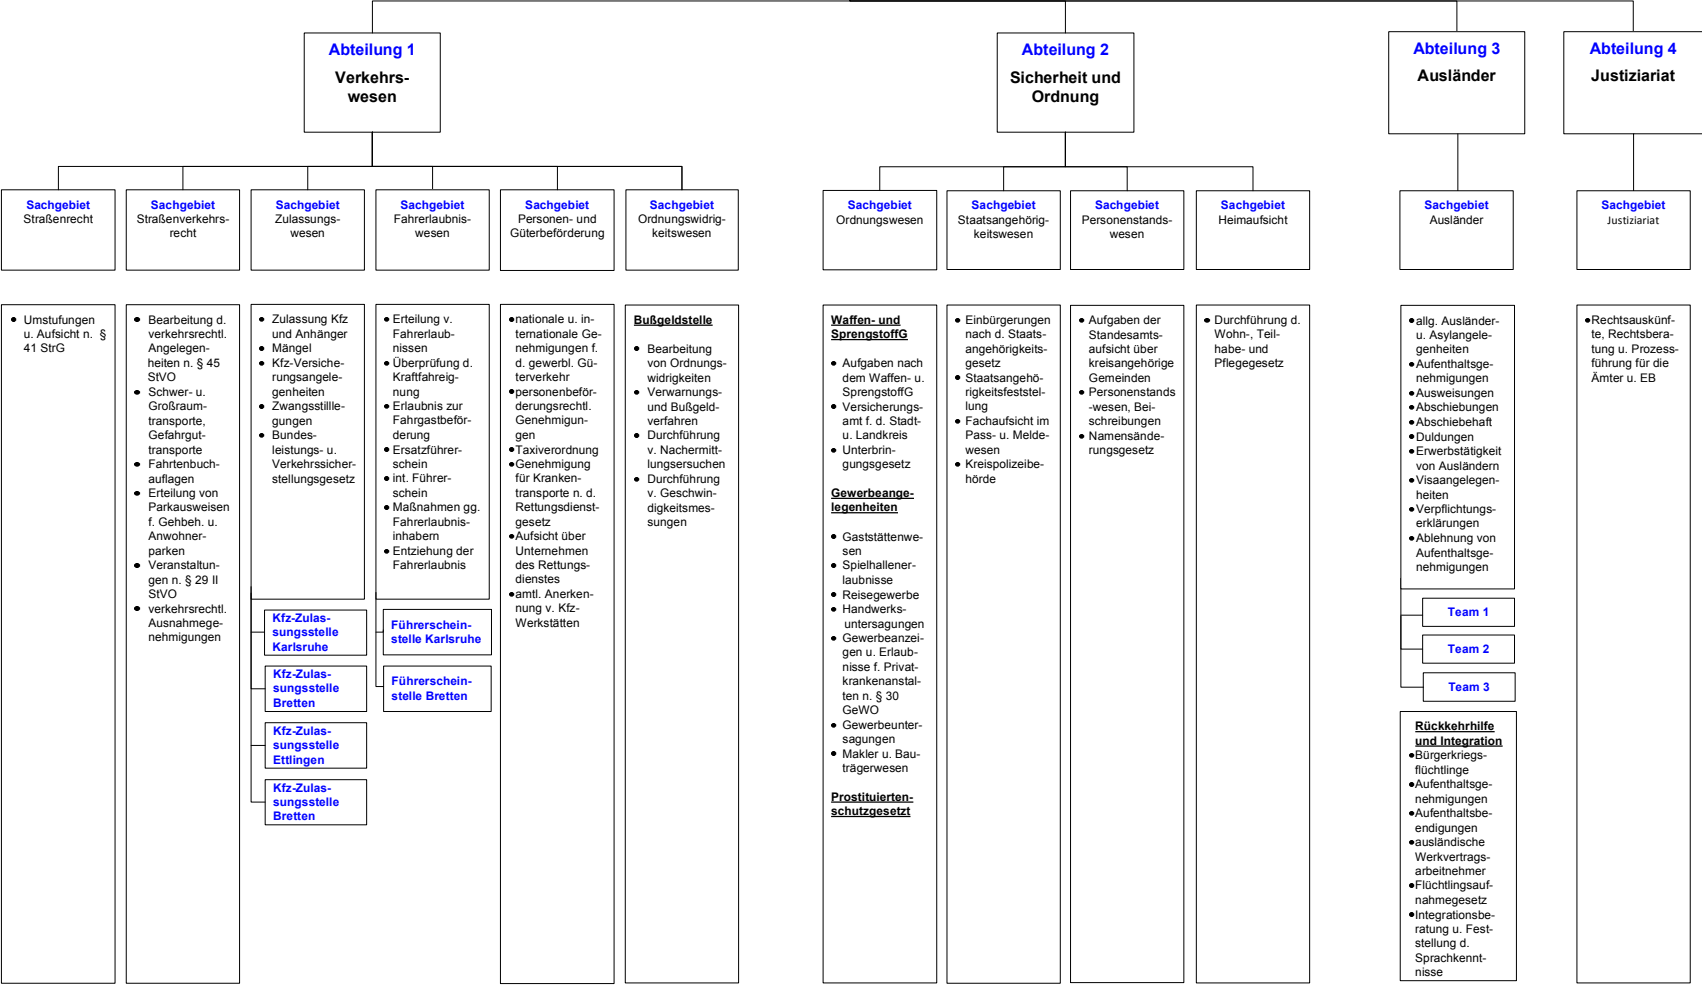 Abteilung 1
Verkehrs-
wesen
Abteilung 2
Sicherheit und
Ordnung
Abteilung 3
Ausländer
Abteilung 4
Justiziariat
Sachgebiet
Straßenrecht
Sachgebiet
Straßenverkehrs-
recht
Sachgebiet
Zulassungs-
wesen
Sachgebiet
Fahrerlaubnis-
wesen
Sachgebiet
Personen- und
Güterbeförderung
Sachgebiet
Ordnungswidrig-
keitswesen
Sachgebiet
Ordnungswesen
Sachgebiet
Staatsangehörig-
keitswesen
Sachgebiet
Personenstands-
wesen
Sachgebiet
Heimaufsicht
Sachgebiet
Ausländer
Sachgebiet
Justiziariat
• Umstufungen
u. Aufsicht n. §
41 StrG
• Bearbeitung d.
verkehrsrechtl.
Angelegen-
heiten n. § 45
StVO
• Schwer- u.
Großraum-
transporte,
Gefahrgut-
transporte
• Fahrtenbuch-
auflagen
• Erteilung von
Parkausweisen
f. Gehbeh. u.
Anwohner-
parken
• Veranstaltun-
gen n. § 29 II
StVO
• verkehrsrechtl.
Ausnahmege-
nehmigungen
• Zulassung Kfz
und Anhänger
• Mängel
• Kfz-Versiche-
rungsangele-
genheiten
• Zwangsstillle-
gungen
• Bundes-
leistungs- u.
Verkehrssicher-
stellungsgesetz
Kfz-Zulas-
sungsstelle
Karlsruhe
Kfz-Zulas-
sungsstelle
Bretten
Kfz-Zulas-
sungsstelle
Ettlingen
Kfz-Zulas-
sungsstelle
Bretten
• Erteilung v.
Fahrerlaub-
nissen
• Überprüfung d.
Kraftfahreig-
nung
• Erlaubnis zur
Fahrgastbeför-
derung
• Ersatzführer-
schein
• int. Führer-
schein
• Maßnahmen gg.
Fahrerlaubnis-
inhabern
• Entziehung der
Fahrerlaubnis
Führerschein-
stelle Karlsruhe
Führerschein-
stelle Bretten
• nationale u. in-
ternationale Ge-
nehmigungen f.
d. gewerbl. Gü-
terverkehr
• personenbeför-
derungsrechtl.
Genehmigun-
gen
• Taxiverordnung
• Genehmigung
für Kranken-
transporte n. d.
Rettungsdienst-
gesetz
• Aufsicht über
Unternehmen
des Rettungs-
dienstes
• amtl. Anerken-
nung v. Kfz-
Werkstätten
Bußgeldstelle
• Bearbeitung
von Ordnungs-
widrigkeiten
• Verwarnungs-
und Bußgeld-
verfahren
• Durchführung
v. Nachermitt-
lungsersuchen
• Durchführung
v. Geschwin-
digkeitsmes-
sungen
Waffen- und
SprengstoffG
• Aufgaben nach
dem Waffen- u.
SprengstoffG
• Versicherungs-
amt f. d. Stadt-
u. Landkreis
• Unterbrin-
gungsgesetz
Gewerbeange-
legenheiten
• Gaststättenwe-
sen
• Spielhallener-
laubnisse
• Reisegewerbe
• Handwerks-
untersagungen
• Gewerbeanzei-
gen u. Erlaub-
nisse f. Privat-
krankenanstal-
ten n. § 30
GeWO
• Gewerbeunter-
sagungen
• Makler u. Bau-
trägerwesen
Prostituierten-
schutzgesetzt
• Einbürgerungen
nach d. Staats-
angehörigkeits-
gesetz
• Staatsangehö-
rigkeitsfeststel-
lung
• Fachaufsicht im
Pass- u. Melde-
wesen
• Kreispolizeibe-
hörde
• Aufgaben der
Standesamts-
aufsicht über
kreisangehörige
Gemeinden
• Personenstands
-wesen, Bei-
schreibungen
• Namensände-
rungsgesetz
• Durchführung d.
Wohn-, Teil-
habe- und
Pflegegesetz
• allg. Ausländer-
u. Asylangele-
genheiten
• Aufenthaltsge-
nehmigungen
• Ausweisungen
• Abschiebungen
• Abschiebehaft
• Duldungen
• Erwerbstätigkeit
von Ausländern
• Visaangelegen-
heiten
• Verpflichtungs-
erklärungen
• Ablehnung von
Aufenthaltsge-
nehmigungen
Team 1
Team 2
Team 3
Rückkehrhilfe
und Integration
• Bürgerkriegs-
flüchtlinge
• Aufenthaltsge-
nehmigungen
• Aufenthaltsbe-
endigungen
• ausländische
Werkvertrags-
arbeitnehmer
• Flüchtlingsauf-
nahmegesetz
• Integrationsbe-
ratung u. Fest-
stellung d.
Sprachkennt-
nisse
• Rechtsauskünf-
te, Rechtsbera-
tung u. Prozess-
führung für die
Ämter u. EB